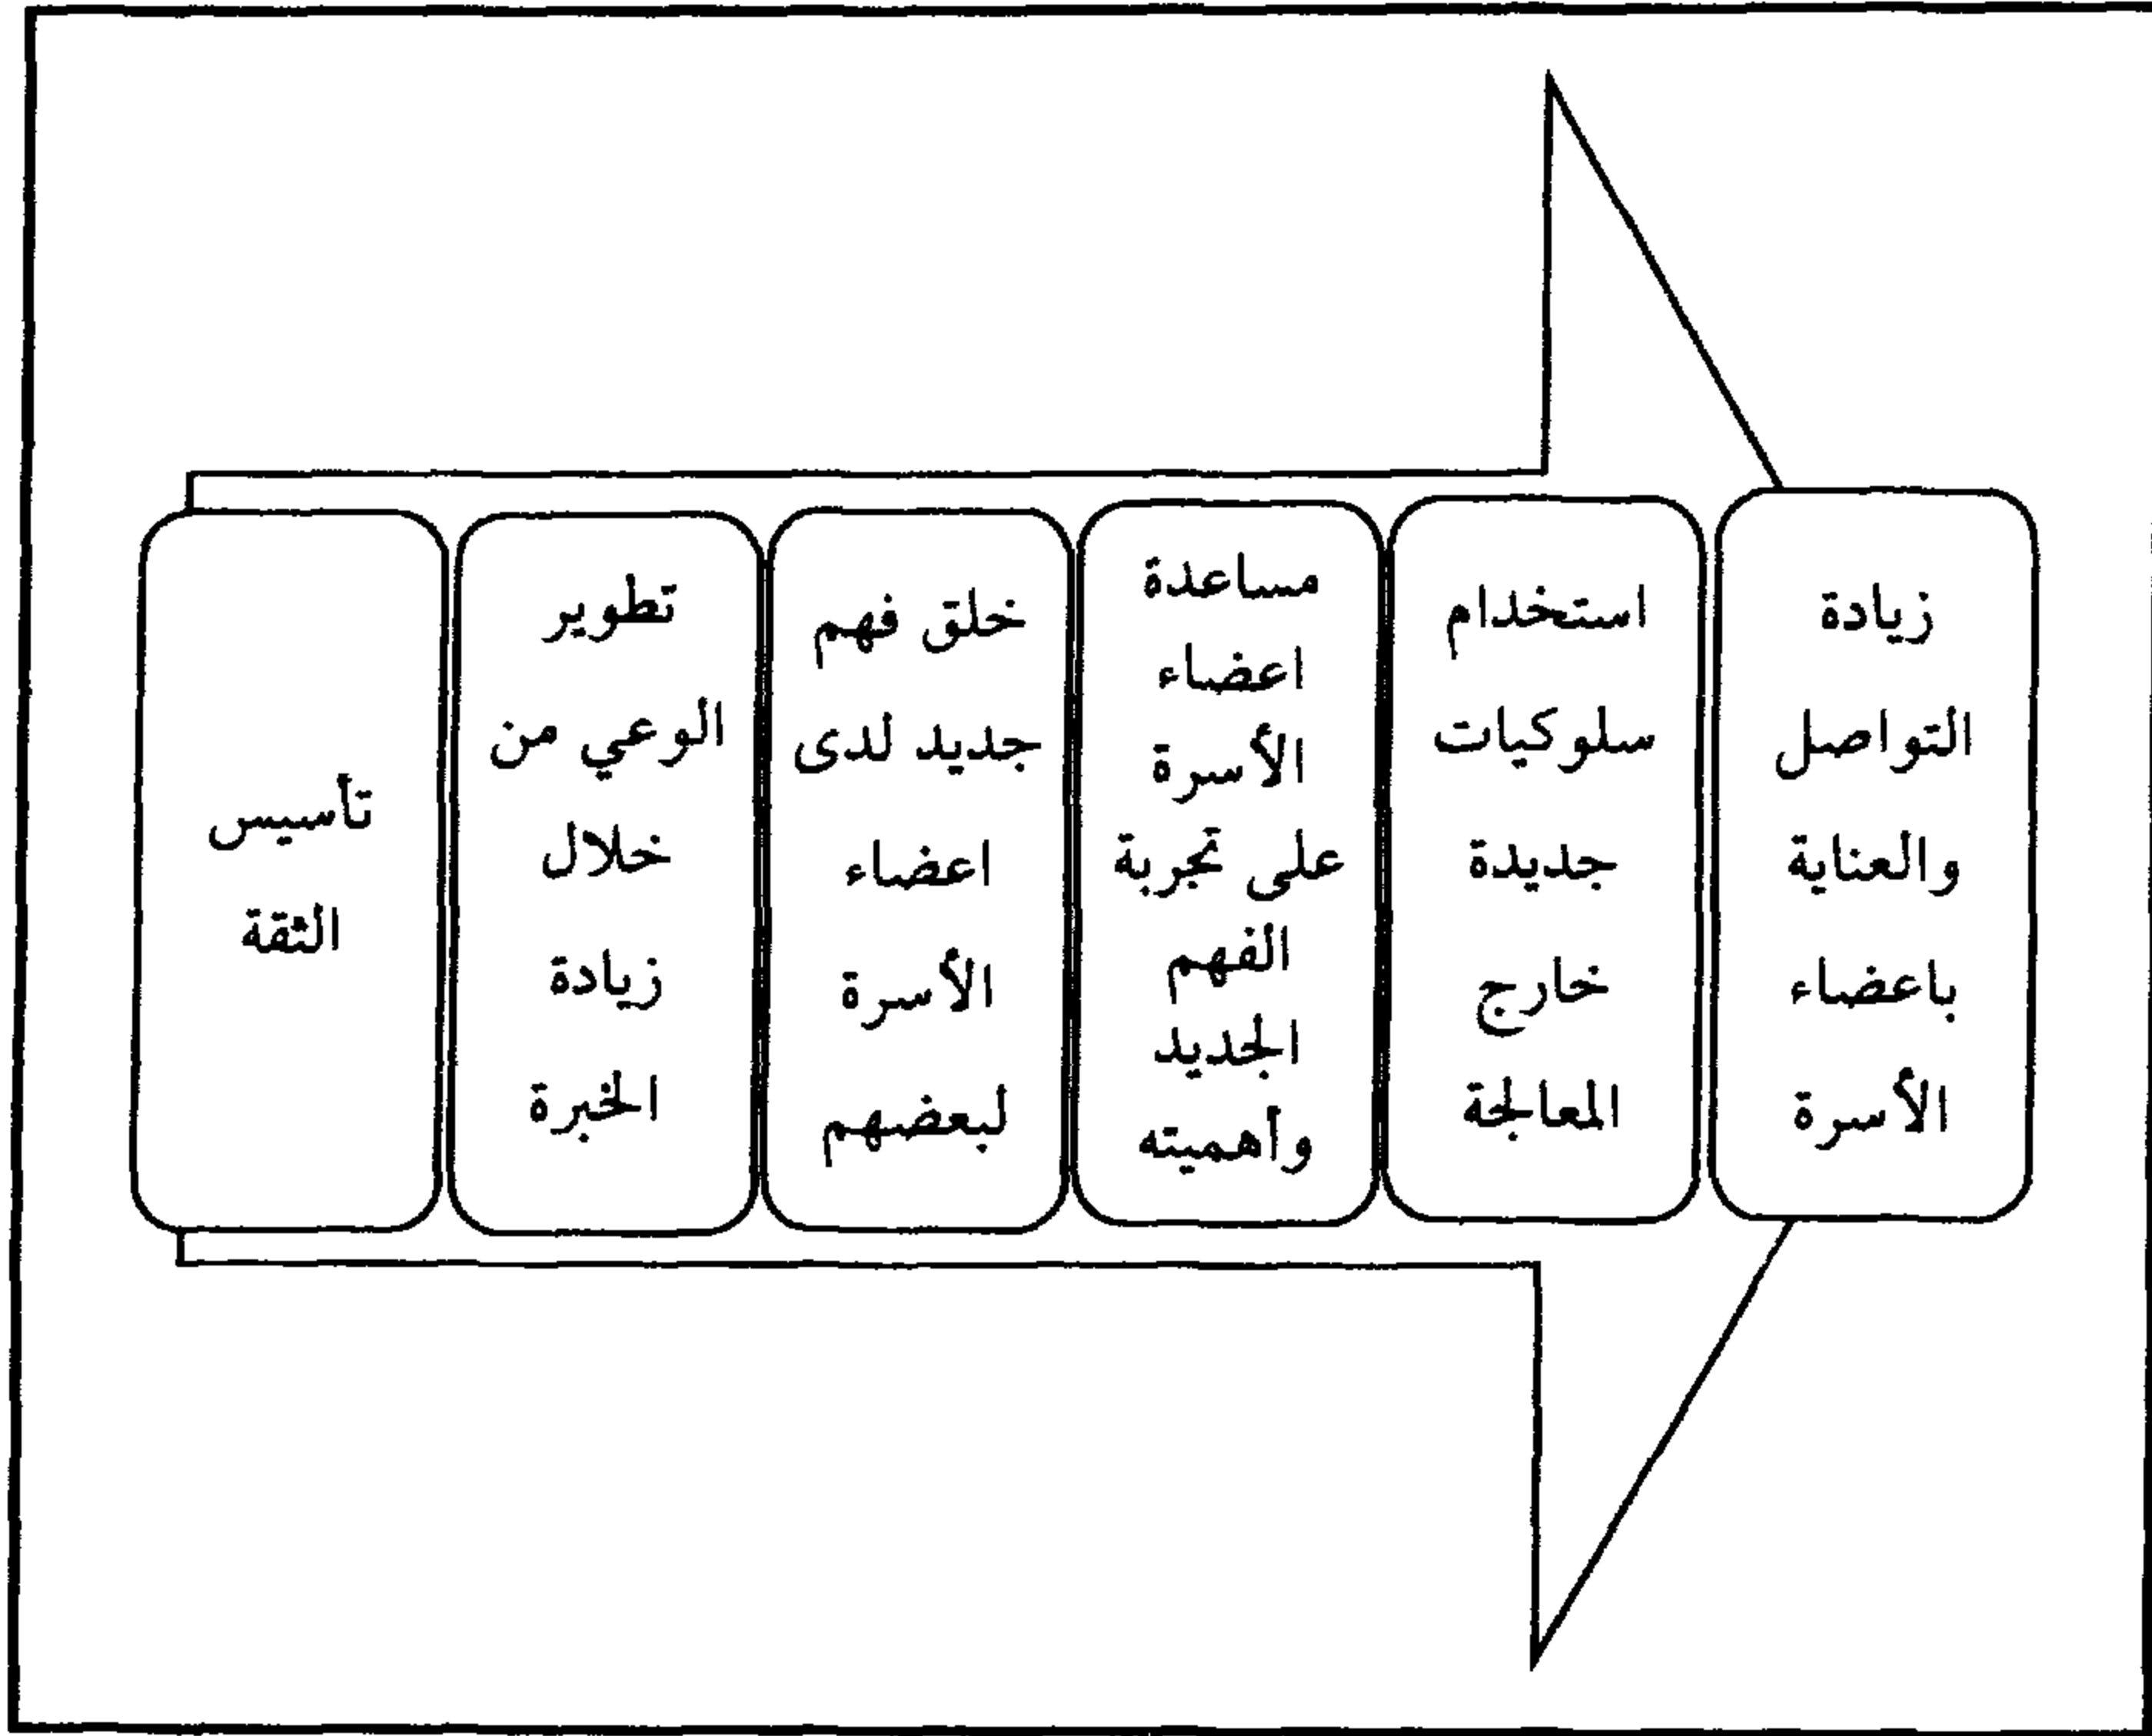 زيادة
التواصل
والعناية
باعضاء
الأسرة
استخدام
سلوكيات
جديدة
خارج
المعالجة
مساعدة
اعضاء
الأسرة
على تجربة
الفهم
الجديد
وأهميته
خلق فهم
جديد لدى
اعضاء
الأسرة
لبعضهم
تطوير
الوعي من
خلال
زيادة
الخبرة
تأسيس
الثقة